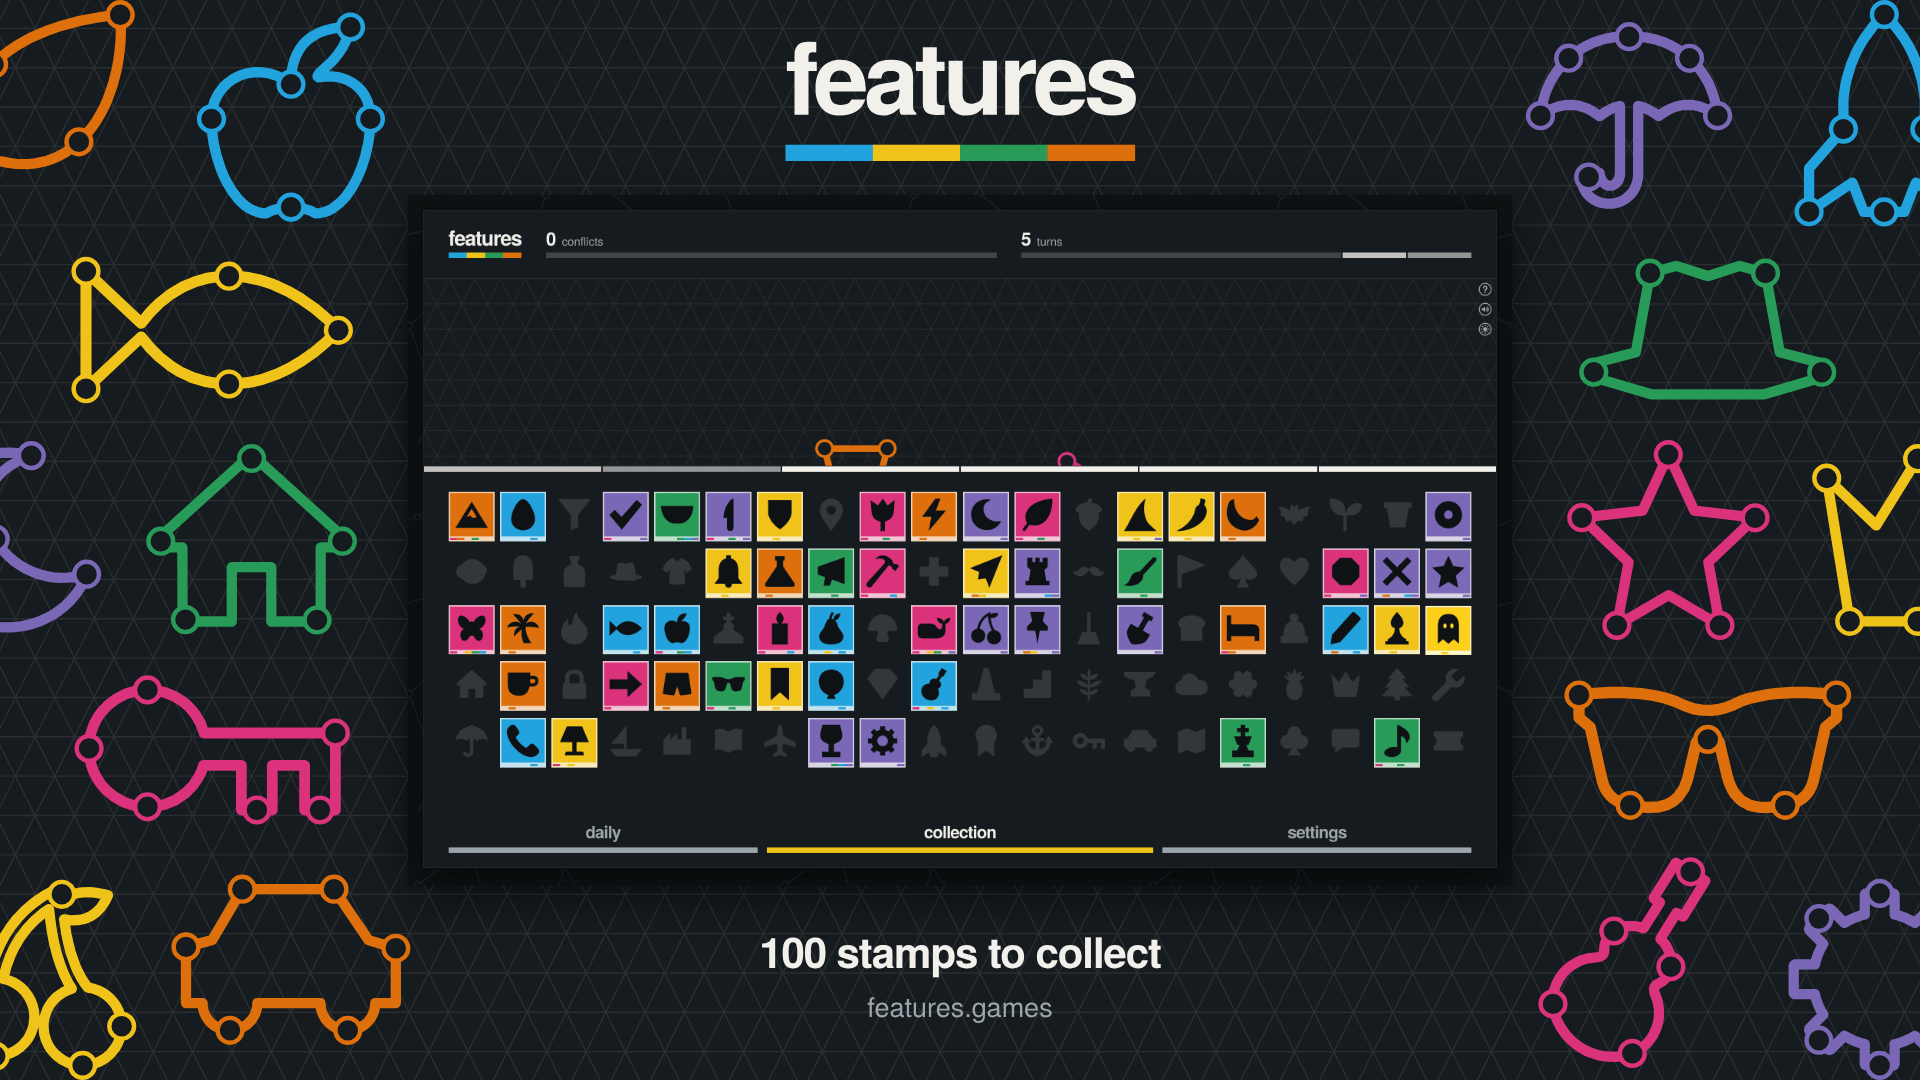 features
features
0 conflicts
5 turns
?
daily
collection
settings
100 stamps to collect
features.games